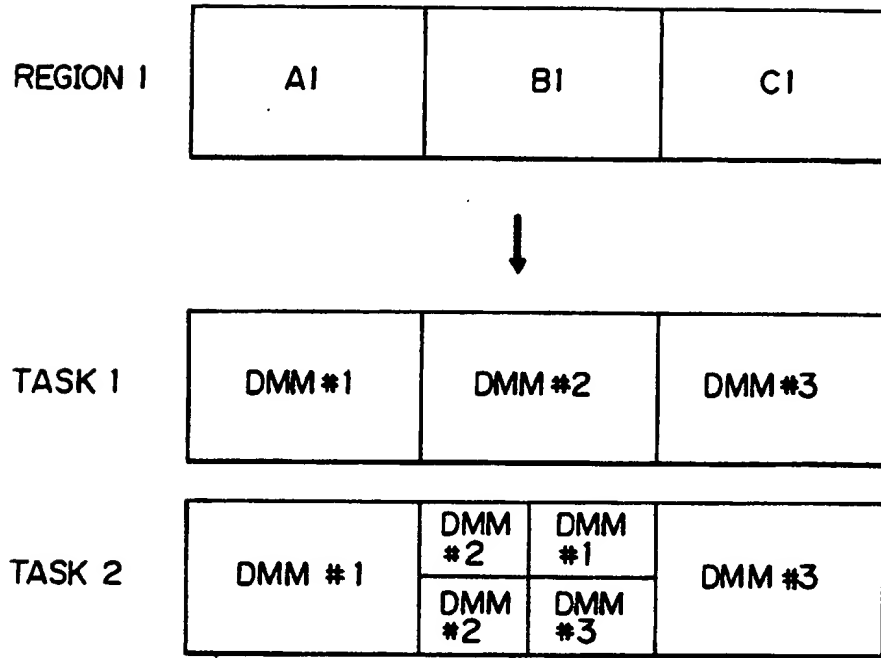 REGION 1
A1
B1
C1
TASK 1
DMM #1
DMM #2
DMM #3
TASK 2
DMM #1
DMM
#2
DMM
#1
DMM
#2
DMM
#3
DMM #3